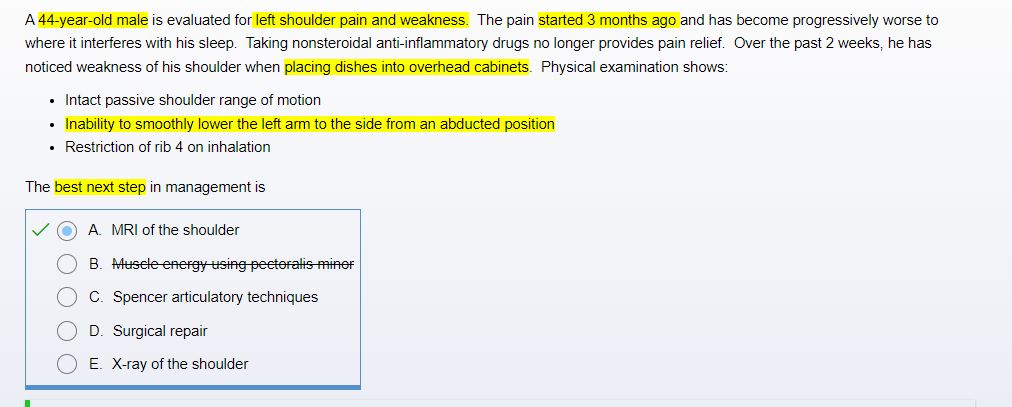 A 44-year-old male is evaluated for left shoulder pain and weakness.  The pain started 3 months ago and has become progressively worse to
where it interferes with his sleep.  Taking nonsteroidal anti-inflammatory drugs no longer provides pain relief.  Over the past 2 weeks, he has
noticed weakness of his shoulder when placing dishes into overhead cabinets.  Physical examination shows:
• Intact passive shoulder range of motion
• Inability to smoothly lower the left arm to the side from an abducted position
• Restriction of rib 4 on inhalation
The best next step in management is
A. MRI of the shoulder
B. Muscle energy using pectoralis minor
C. Spencer articulatory techniques
D. Surgical repair
E. X-ray of the shoulder